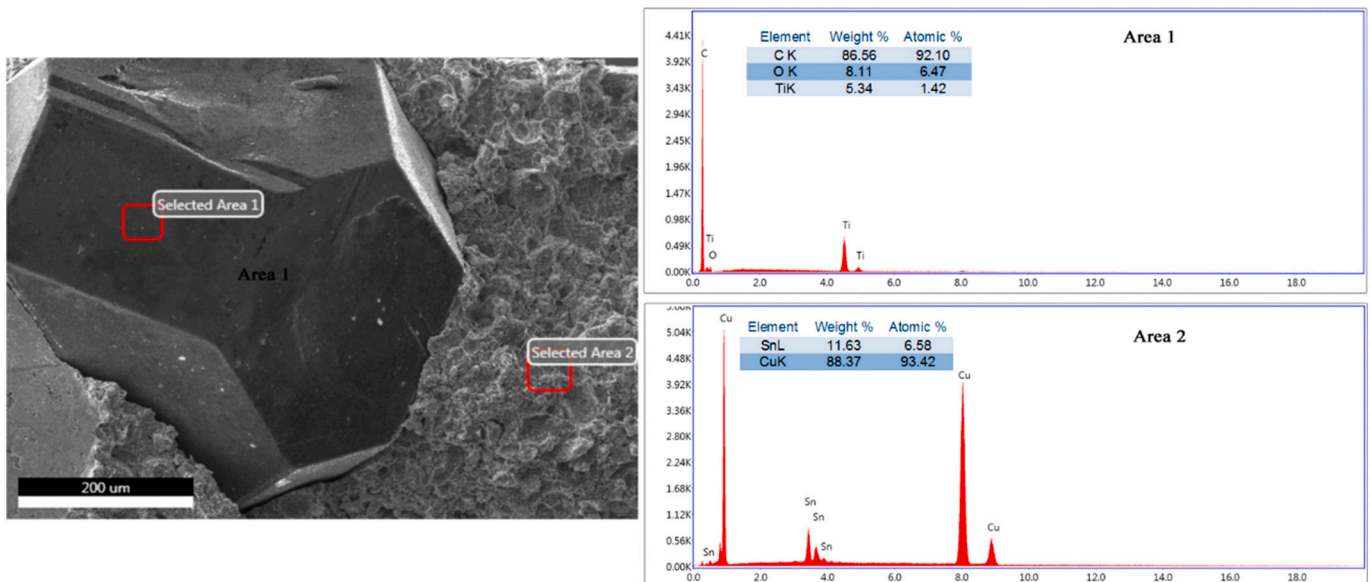 Selected Area 1
Area 1
Selected Area 2
200 um
Area 1
Element Weight % Atomic %
C K 86.56 92.10
O K 8.11 6.47
TiK 5.34 1.42
4.41K
3.92K
3.43K
2.94K
2.45K
1.96K
1.47K
0.98K
0.49K
0.00K
C
Ti
O
Ti
Ti
0.0 2.0 4.0 6.0 8.0 10.0 12.0 14.0 16.0 18.0
Area 2
Element Weight % Atomic %
SnL 11.63 6.58
CuK 88.37 93.42
5.04K
4.48K
3.92K
3.36K
2.80K
2.24K
1.68K
1.12K
0.56K
0.00K
Cu
Sn
Sn
Sn
Sn
Cu
Cu
0.0 2.0 4.0 6.0 8.0 10.0 12.0 14.0 16.0 18.0